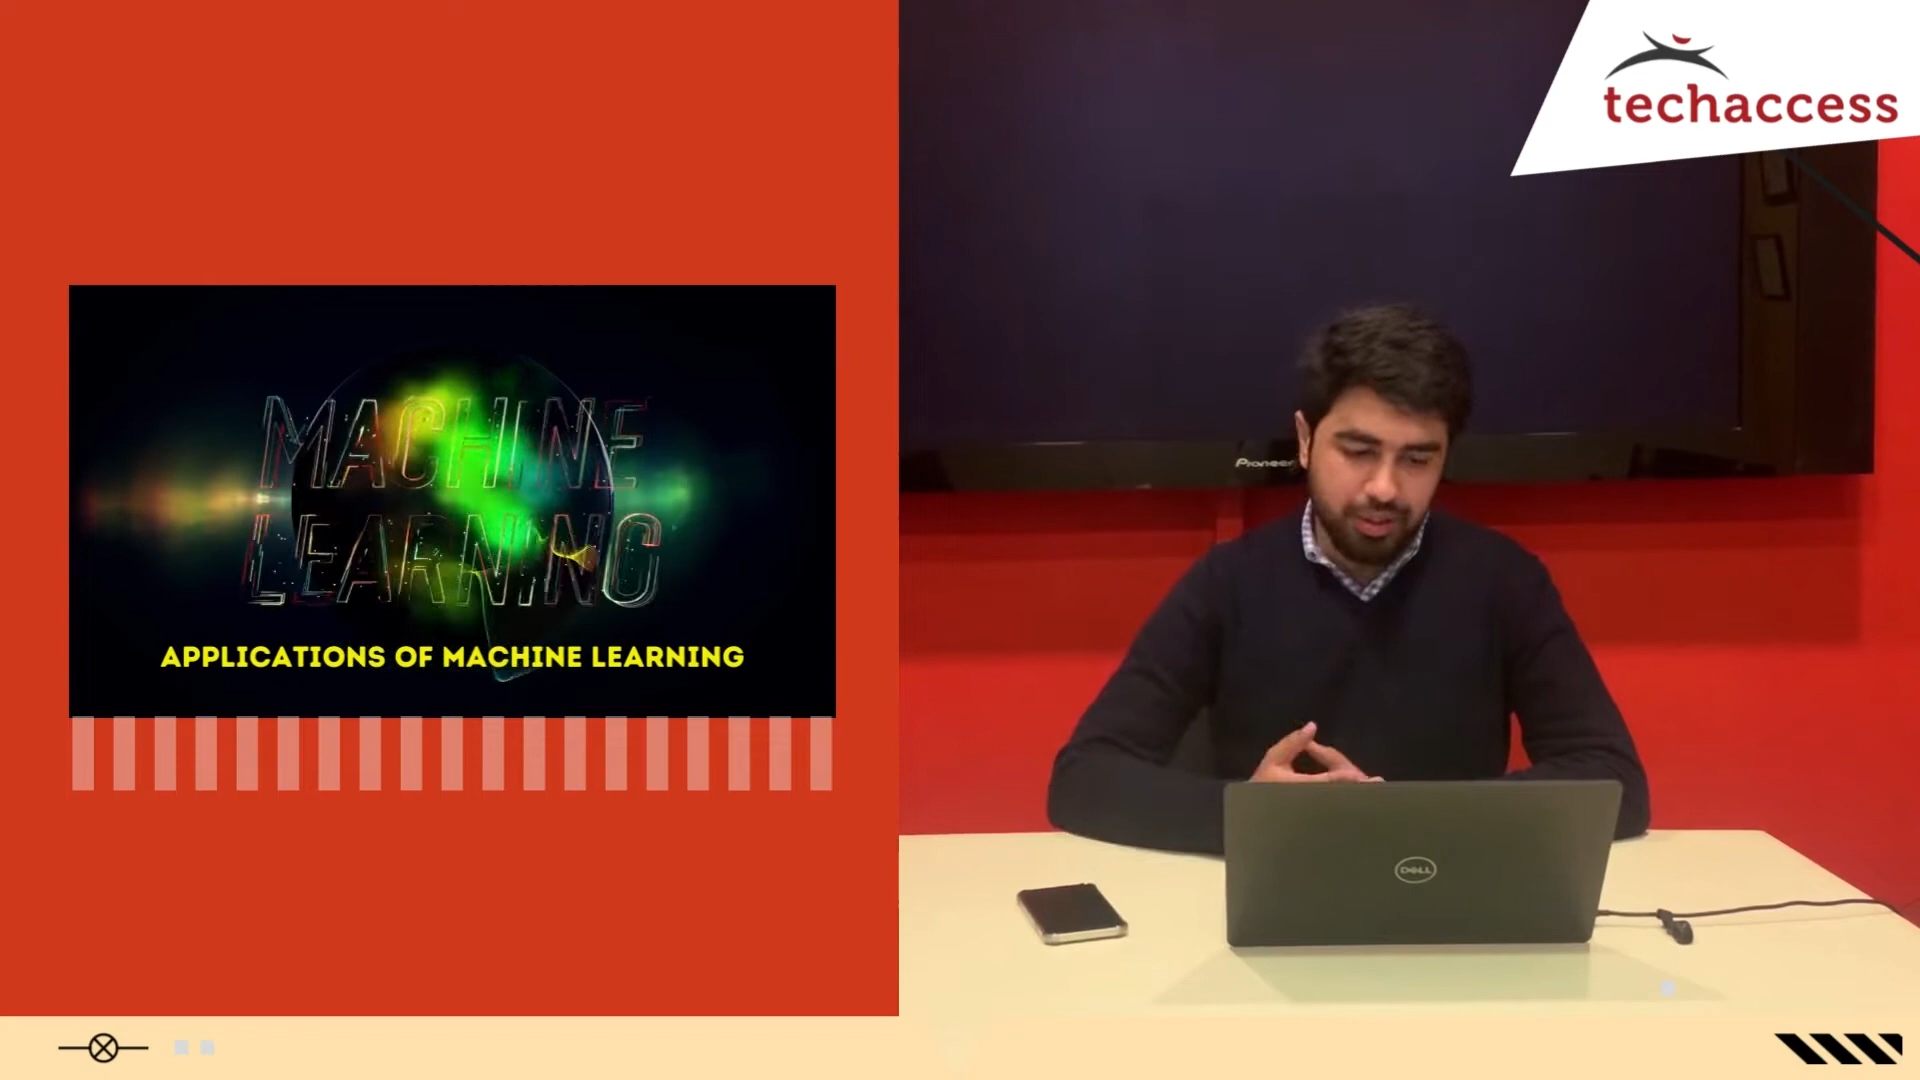 techaccess
MACHINE
LEARNING
APPLICATIONS OF MACHINE LEARNING
Pioneer
DELL